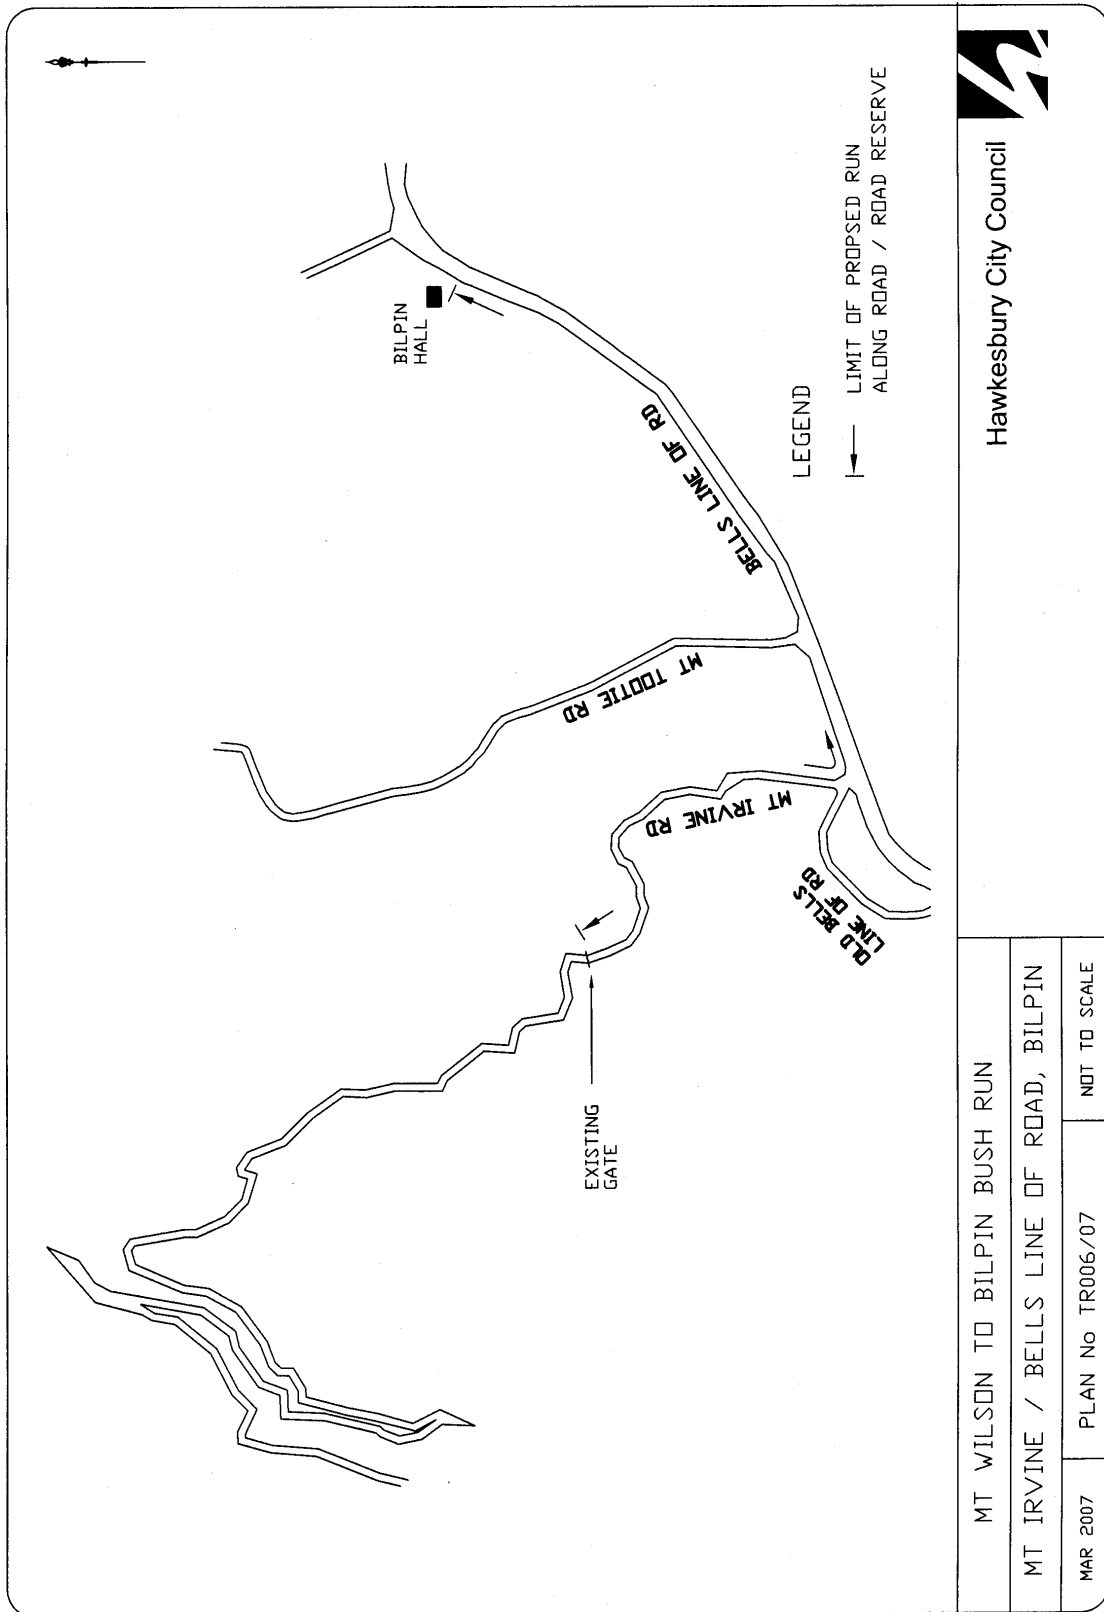 BILPIN
HALL
BELLS LINE OF RD
MT TOOTIE RD
MT IRVINE RD
OLD BELLS
LINE OF RD
EXISTING
GATE
LEGEND
LIMIT OF PROPSED RUN
ALONG ROAD / ROAD RESERVE
Hawkesbury City Council
MT WILSON TO BILPIN BUSH RUN
MT IRVINE / BELLS LINE OF ROAD, BILPIN
MAR 2007
PLAN No TR006/07
NOT TO SCALE